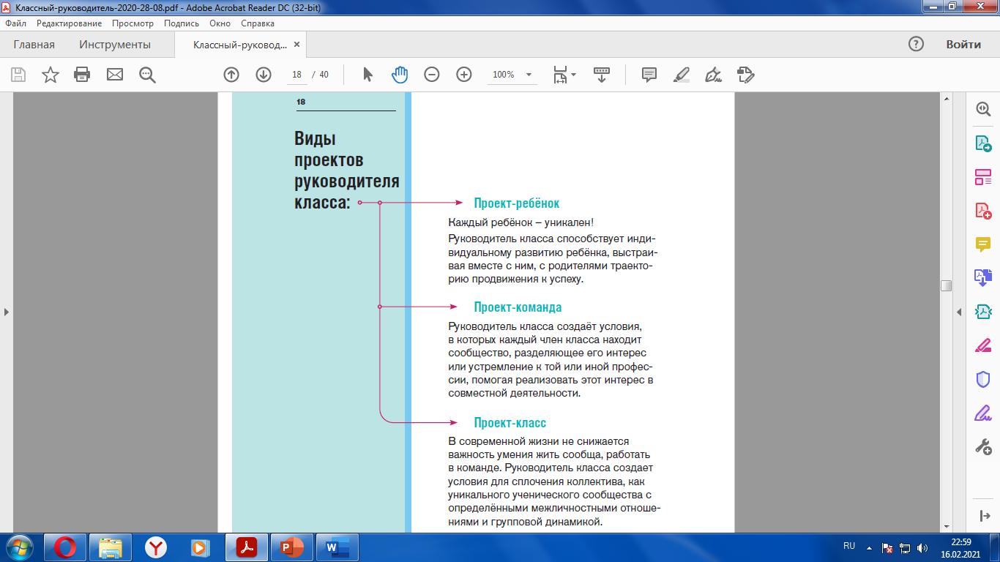 Классный-руководитель-2020-28-08.pdf - Adobe Acrobat Reader DC (32-bit)
Файл Редактирование Просмотр Подпись Окно Справка
Главная Инструменты Классный-руковод... × ? Войти
18 / 40 100%
18
Виды
проектов
руководителя
класса:
Проект-ребёнок
Каждый ребёнок – уникален!
Руководитель класса способствует инди-
видуальному развитию ребёнка, выстраи-
вая вместе с ним, с родителями траекто-
рию продвижения к успеху.
Проект-команда
Руководитель класса создаёт условия,
в которых каждый член класса находит
сообщество, разделяющее его интерес
или устремление к той или иной профес-
сии, помогая реализовать этот интерес в
совместной деятельности.
Проект-класс
В современной жизни не снижается
важность умения жить сообща, работать
в команде. Руководитель класса создает
условия для сплочения коллектива, как
уникального ученического сообщества с
определёнными межличностными отноше-
ниями и групповой динамикой.
RU 22:59
16.02.2021